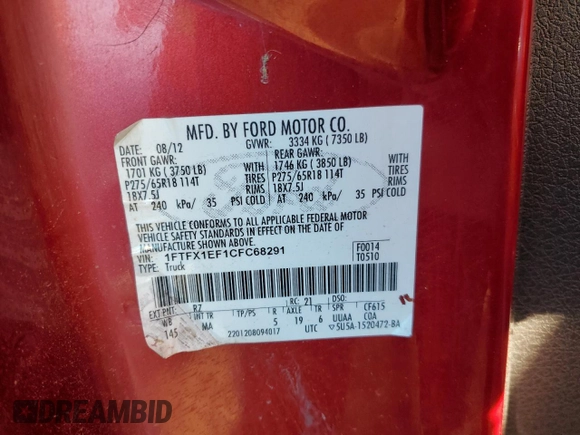 MFD. BY FORD MOTOR CO.
DATE: 08/12 GVWR: 3334 KG ( 7350 LB)
FRONT GAWR: REAR GAWR:
1701 KG ( 3750 LB) WITH 1746 KG ( 3850 LB) WITH
P275/65R18 114T TIRES P275/65R18 114T TIRES
18X7.5J RIMS 18X7.5J RIMS
AT 240 kPa/ 35 PSI COLD AT 240 kPa/ 35 PSI COLD
THIS VEHICLE CONFORMS TO ALL APPLICABLE FEDERAL MOTOR
VEHICLE SAFETY STANDARDS IN EFFECT ON THE DATE OF
MANUFACTURE SHOWN ABOVE.
VIN: 1FTFX1EF1CFC68291 F0014
TYPE: Truck T0510
EXT PNT: RZ RC: 21 DSO:
WB INT TR TP/PS R AXLE TR SPR CF615
145 MA 5 19 6 UUAA COA
2201208094017 UTC 5U5A-1520472-BA
DREAMBID